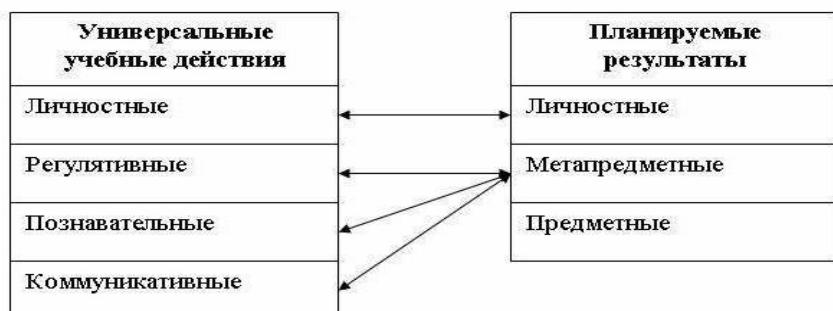 Универсальные
учебные действия
Личностные
Регулятивные
Познавательные
Коммуникативные
Планируемые
результаты
Личностные
Метапредметные
Предметные